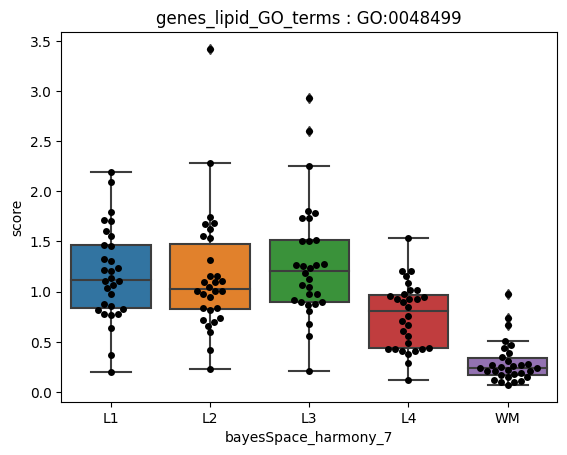 genes_lipid_GO_terms : GO:0048499
3.5
3.0
2.5
2.0
1.5
1.0
0.5
0.0
score
L1 L2 L3 L4 WM
bayesSpace_harmony_7